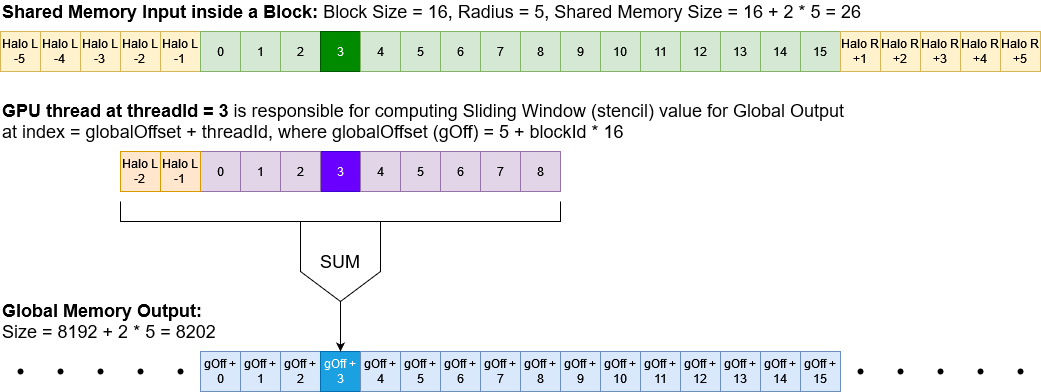 Shared Memory Input inside a Block: Block Size = 16, Radius = 5, Shared Memory Size = 16 + 2 * 5 = 26
Halo L Halo L Halo L Halo L Halo L 0 1 2 3 4 5 6 7 8 9 10 11 12 13 14 15 Halo R Halo R Halo R Halo R Halo R
-5 -4 -3 -2 -1 +1 +2 +3 +4 +5
GPU thread at threadId = 3 is responsible for computing Sliding Window (stencil) value for Global Output
at index = globalOffset + threadId, where globalOffset (gOff) = 5 + blockId * 16
Halo L Halo L 0 1 2 3 4 5 6 7 8
-2 -1
SUM
Global Memory Output:
Size = 8192 + 2 * 5 = 8202
gOff + gOff + gOff + gOff + gOff + gOff + gOff + gOff + gOff + gOff + gOff + gOff + gOff + gOff + gOff + gOff +
0 1 2 3 4 5 6 7 8 9 10 11 12 13 14 15